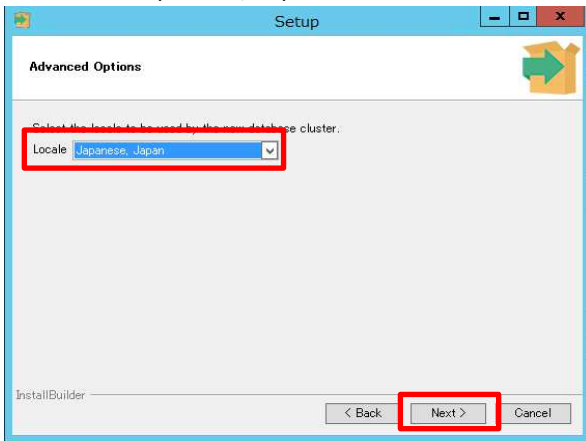 Setup
Advanced Options
Select the locale to be used by the new database cluster.
Locale Japanese, Japan
InstallBuilder
< Back Next > Cancel